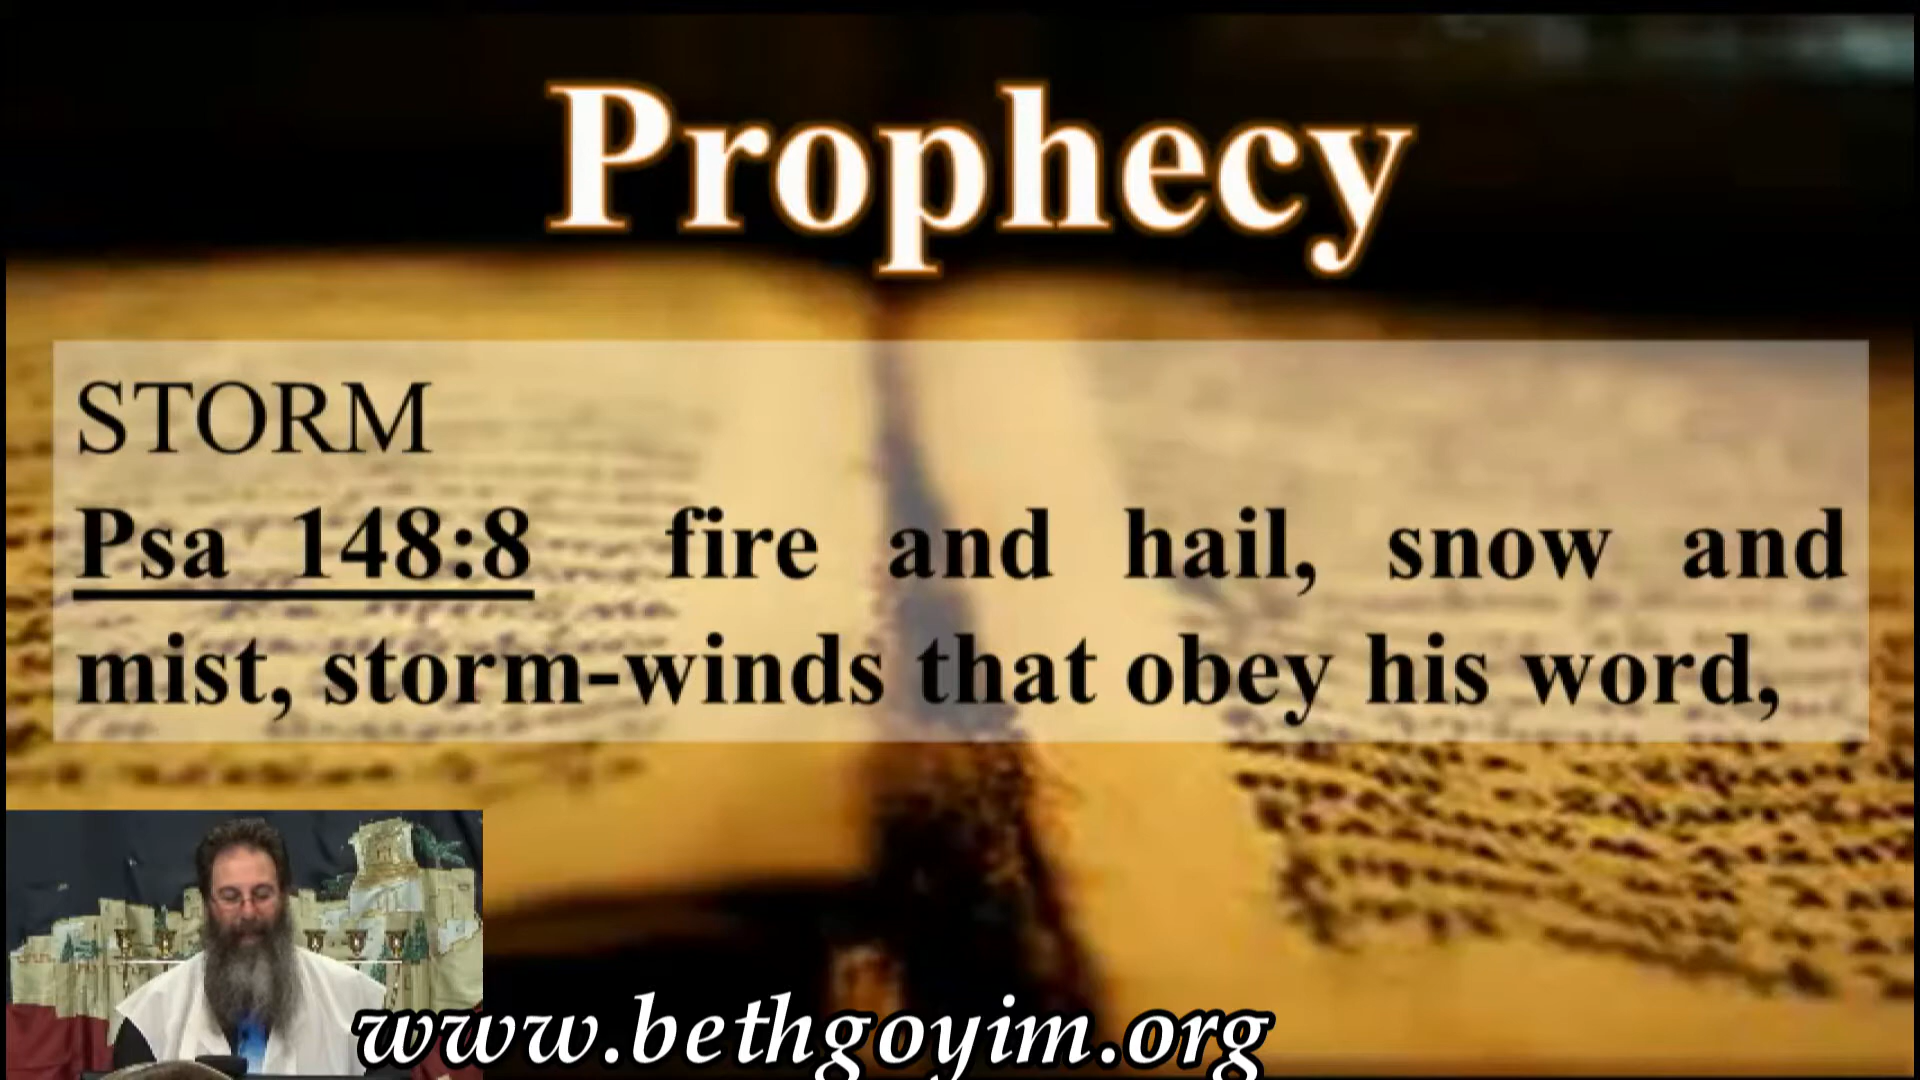 Prophecy
STORM
Psa 148:8 fire and hail, snow and
mist, storm-winds that obey his word,
www.bethgoyim.org